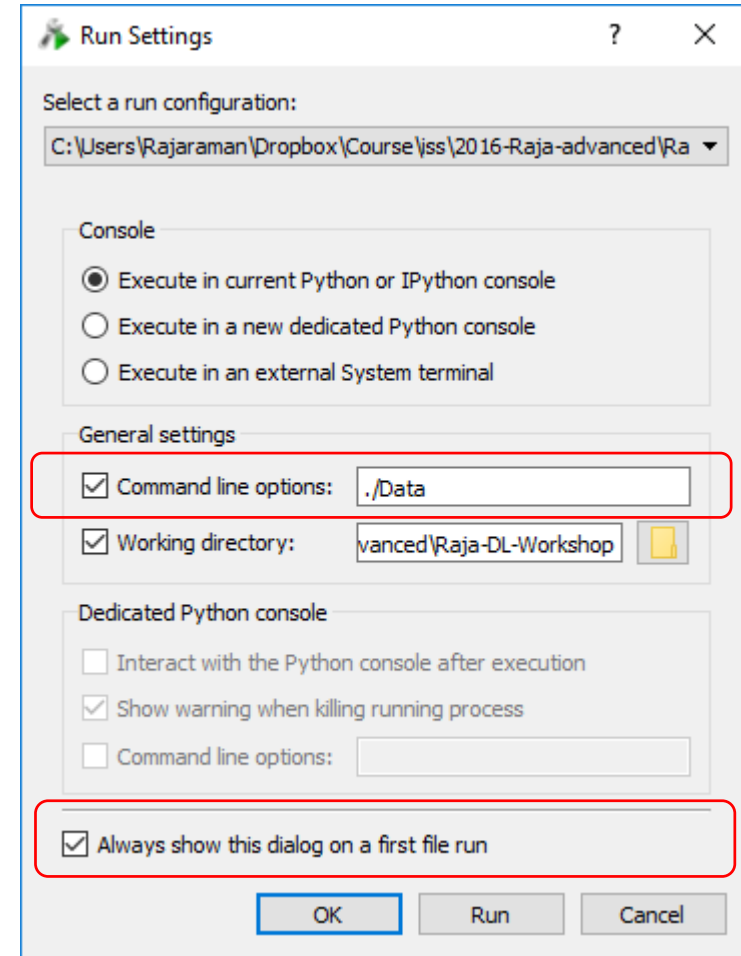 Run Settings ?
Select a run configuration:
C:\Users\Rajaraman\Dropbox\Course\iss\2016-Raja-advanced\Ra
Console
Execute in current Python or IPython console
Execute in a new dedicated Python console
Execute in an external System terminal
General settings
Command line options: ./Data
Working directory: vanced\Raja-DL-Workshop
Dedicated Python console
Interact with the Python console after execution
Show warning when killing running process
Command line options:
Always show this dialog on a first file run
OK Run Cancel